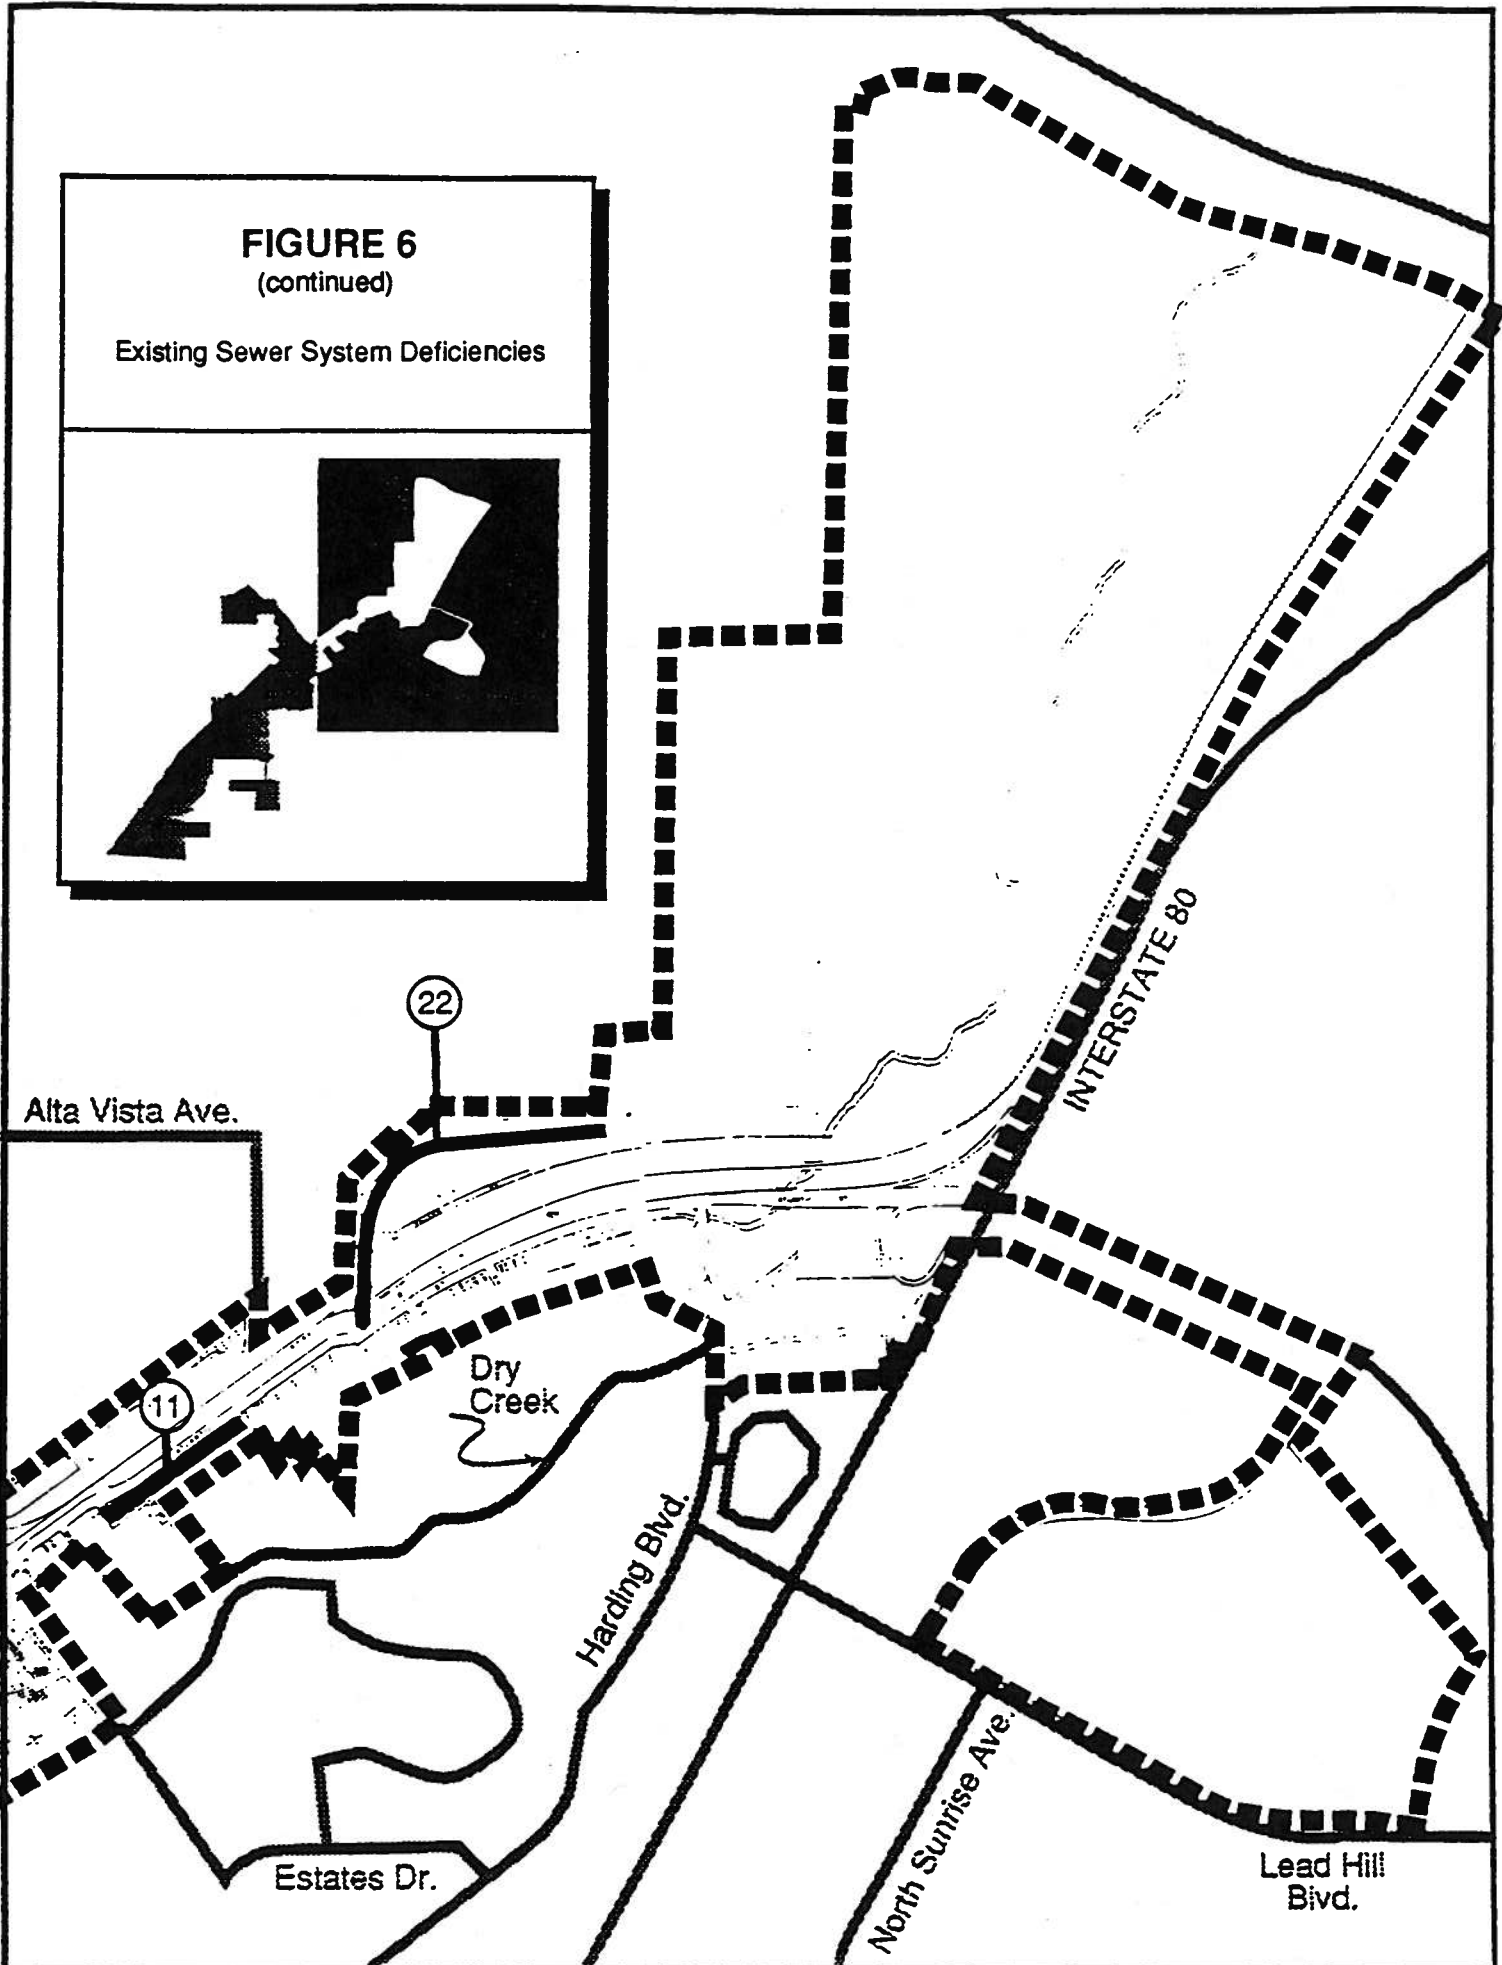 FIGURE 6
(continued)
Existing Sewer System Deficiencies
22
INTERSTATE 80
Alta Vista Ave.
11
Dry
Creek
Harding Blvd.
North Sunrise Ave.
Estates Dr.
Lead Hill
Blvd.